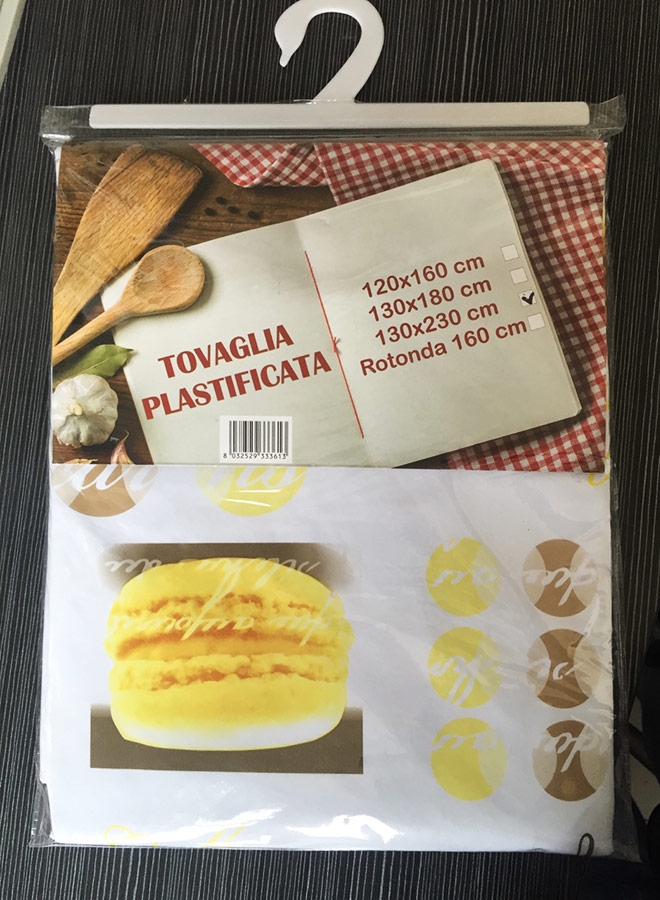 TOVAGLIA
PLASTIFICATA
120x160 cm
130x180 cm
130x230 cm
Rotonda 160 cm
8 032529 333613